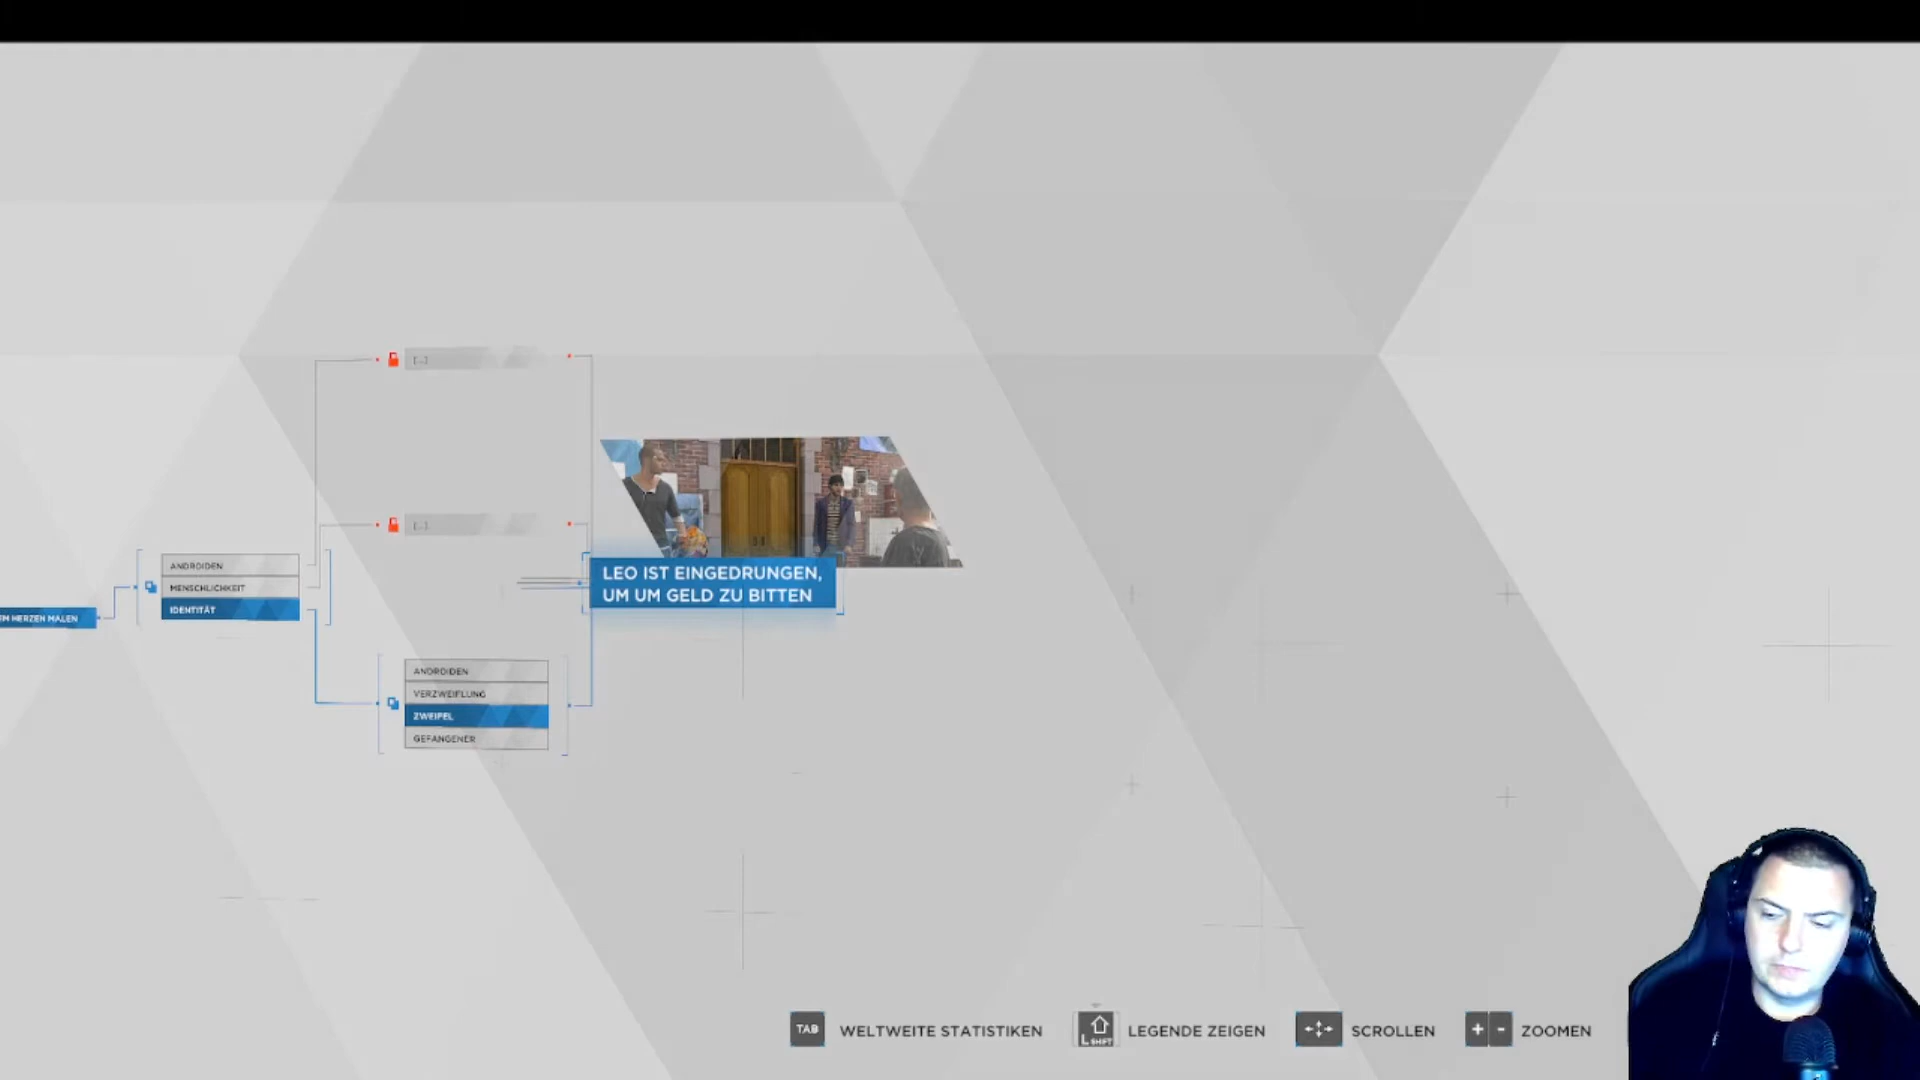 [...]
[...]
ANDROIDEN
MENSCHLICHKEIT
IDENTITÄT
HERZEN MALEN
LEO IST EINGEDRUNGEN,
UM UM GELD ZU BITTEN
ANDROIDEN
VERZWEIFLUNG
ZWEIFEL
GEFANGENER
TAB WELTWEITE STATISTIKEN
L SHIFT LEGENDE ZEIGEN
SCROLLEN
+ - ZOOMEN